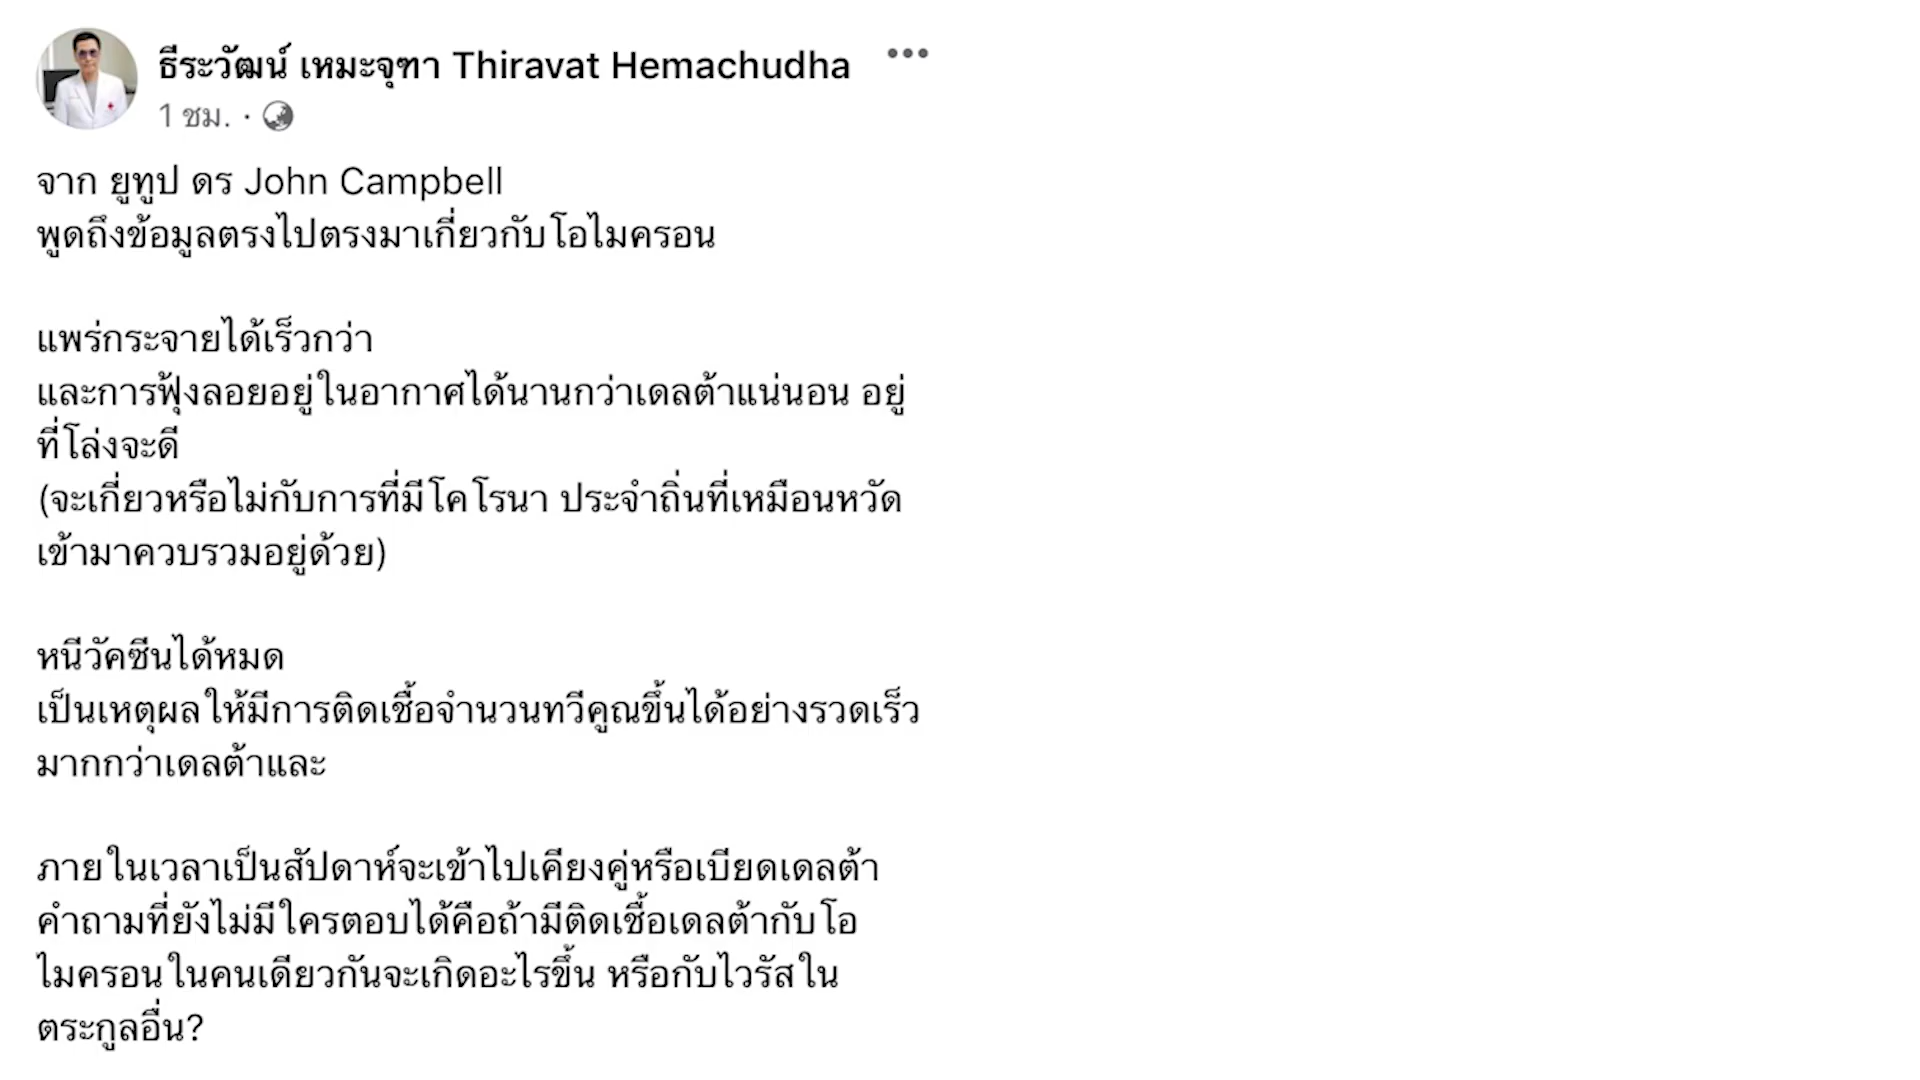 ธีระวัฒน์ เหมะจุฑา Thiravat Hemachudha
1 ชม. ·
จาก ยูทูป ดร John Campbell
พูดถึงข้อมูลตรงไปตรงมาเกี่ยวกับโอไมครอน
แพร่กระจายได้เร็วกว่า
และการฟุ้งลอยอยู่ในอากาศได้นานกว่าเดลต้าแน่นอน อยู่
ที่โล่งจะดี
(จะเกี่ยวหรือไม่กับการที่มีโคโรนา ประจำถิ่นที่เหมือนหวัด
เข้ามาควบรวมอยู่ด้วย)
หนีวัคซีนได้หมด
เป็นเหตุผลให้มีการติดเชื้อจำนวนทวีคูณขึ้นได้อย่างรวดเร็ว
มากกว่าเดลต้าและ
ภายในเวลาเป็นสัปดาห์จะเข้าไปเคียงคู่หรือเบียดเดลต้า
คำถามที่ยังไม่มีใครตอบได้คือถ้ามีติดเชื้อเดลต้ากับโอ
ไมครอนในคนเดียวกันจะเกิดอะไรขึ้น หรือกับไวรัสใน
ตระกูลอื่น?